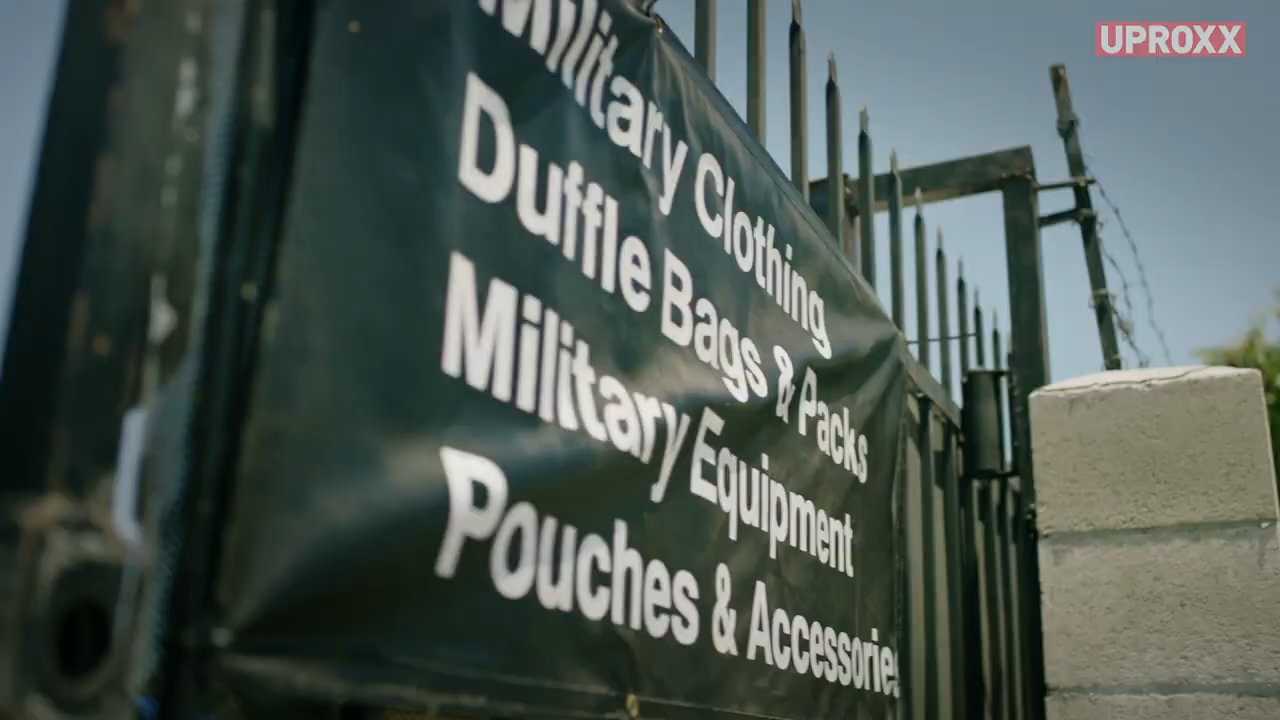 UPROXX
Military Clothing
Duffle Bags & Packs
Military Equipment
Pouches & Accessories